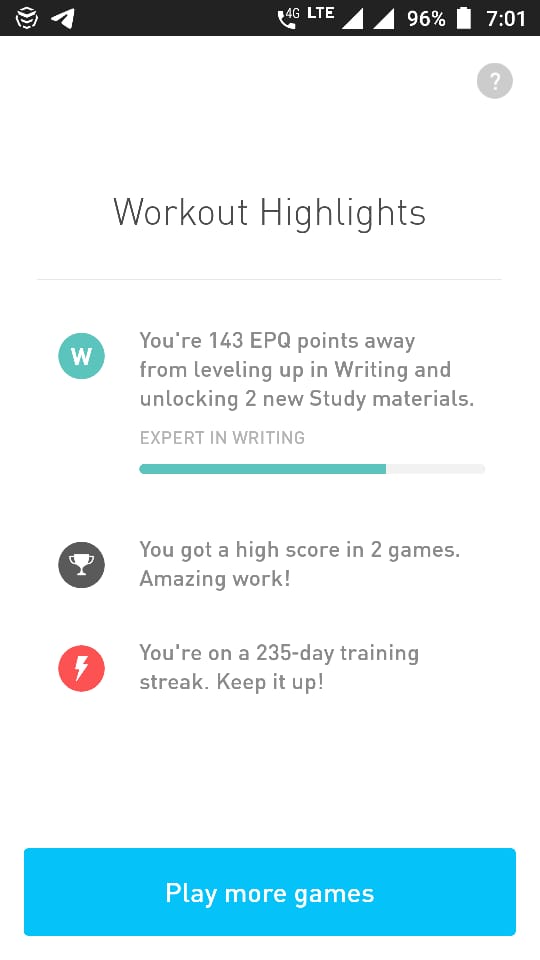 4G LTE 96% 7:01
?
Workout Highlights
W
You're 143 EPQ points away
from leveling up in Writing and
unlocking 2 new Study materials.
EXPERT IN WRITING
You got a high score in 2 games.
Amazing work!
You're on a 235-day training
streak. Keep it up!
Play more games